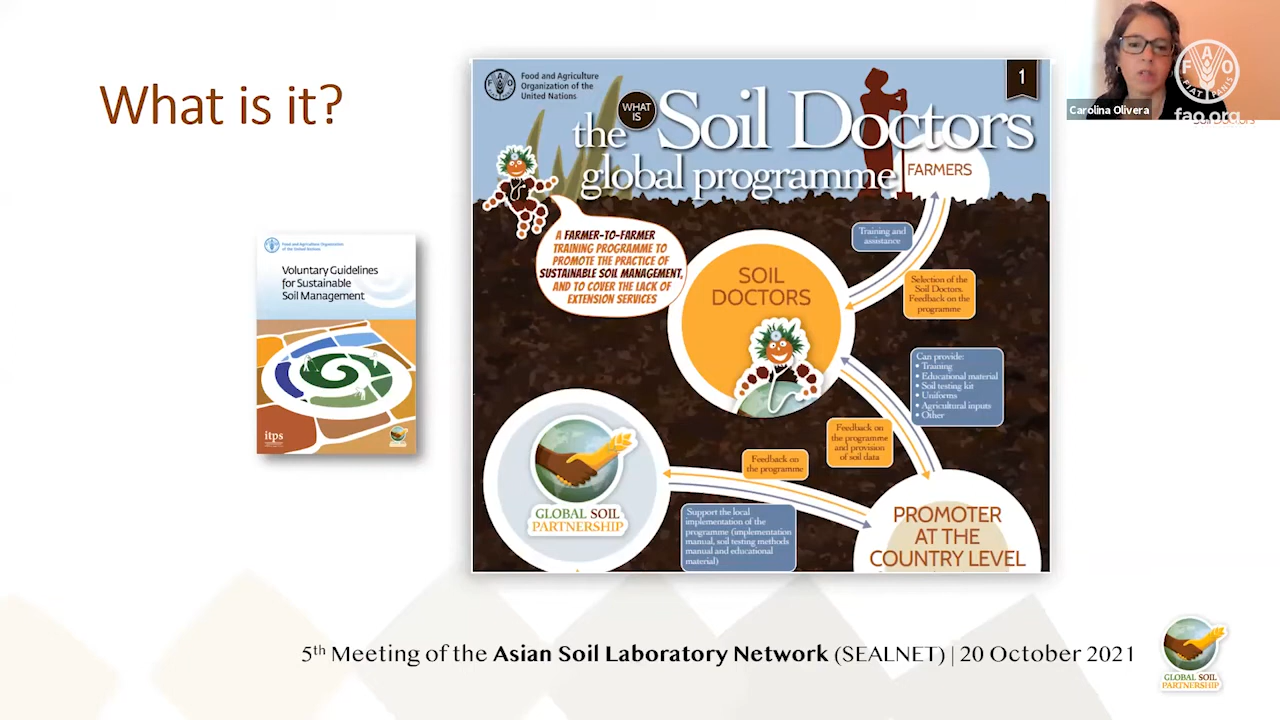 What is it?
Food and Agriculture
Organization of the
United Nations
WHAT
IS
the Soil Doctors
global programme
1
FARMERS
A FARMER-TO-FARMER
TRAINING PROGRAMME TO
PROMOTE THE PRACTICE OF
SUSTAINABLE SOIL MANAGEMENT,
AND TO COVER THE LACK OF
EXTENSION SERVICES
Training and
assistance
Selection of the
Soil Doctors.
Feedback on the
programme
SOIL
DOCTORS
Can provide:
• Training
• Educational material
• Soil testing kit
• Uniforms
• Agricultural inputs
• Other
Feedback on
the programme
and provision
of soil data
Feedback on
the programme
GLOBAL SOIL
PARTNERSHIP
Support the local
implementation of the
programme (implementation
manual, soil testing methods
manual and educational
material)
PROMOTER
AT THE
COUNTRY LEVEL
Food and Agriculture Organization
of the United Nations
Voluntary Guidelines
for Sustainable
Soil Management
itps
Carolina Olivera
F A O
FIAT PANIS
fao.org
5th Meeting of the Asian Soil Laboratory Network (SEALNET) | 20 October 2021
GLOBAL SOIL
PARTNERSHIP